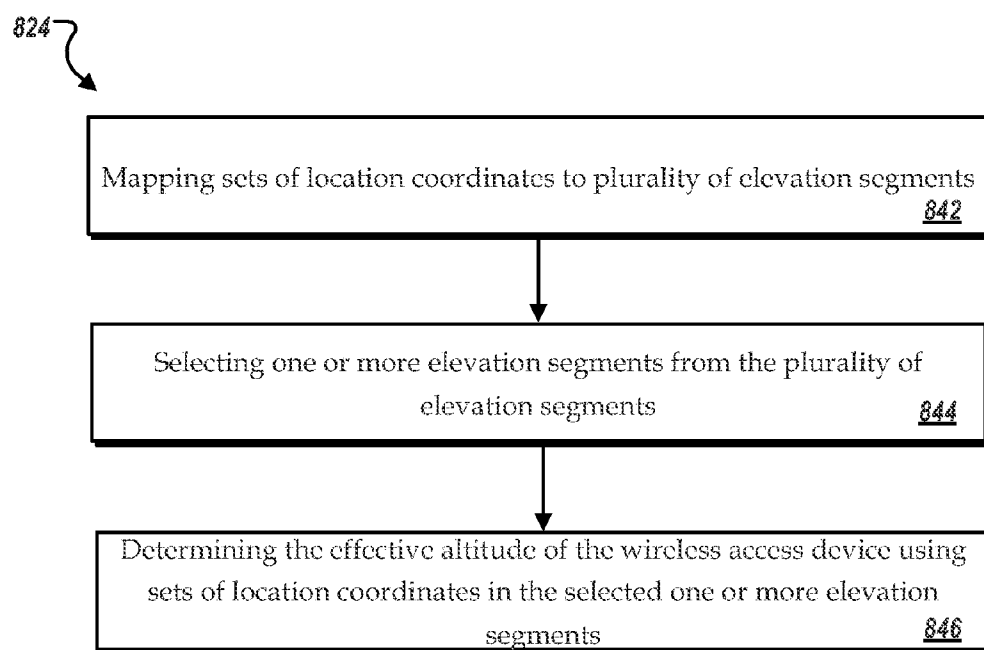 824
Mapping sets of location coordinates to plurality of elevation segments
842
Selecting one or more elevation segments from the plurality of
elevation segments
844
Determining the effective altitude of the wireless access device using
sets of location coordinates in the selected one or more elevation
segments
846